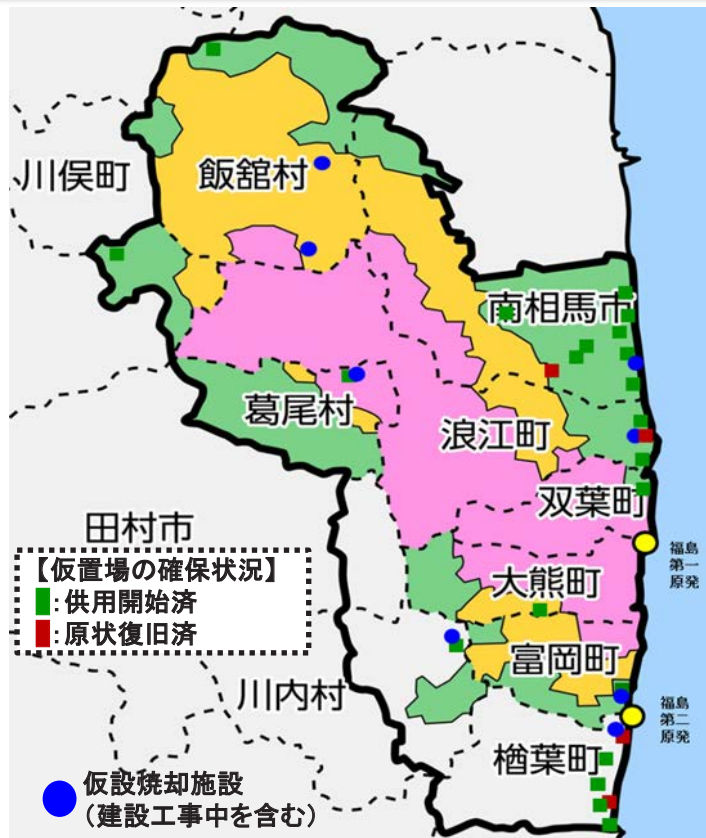 飯舘村
川俣町
南相馬市
葛尾村
浪江町
双葉町
田村市
福島
第一
原発
【仮置場の確保状況】
:供用開始済
:原状復旧済
大熊町
富岡町
川内村
福島
第二
原発
楢葉町
仮設焼却施設
（建設工事中を含む）